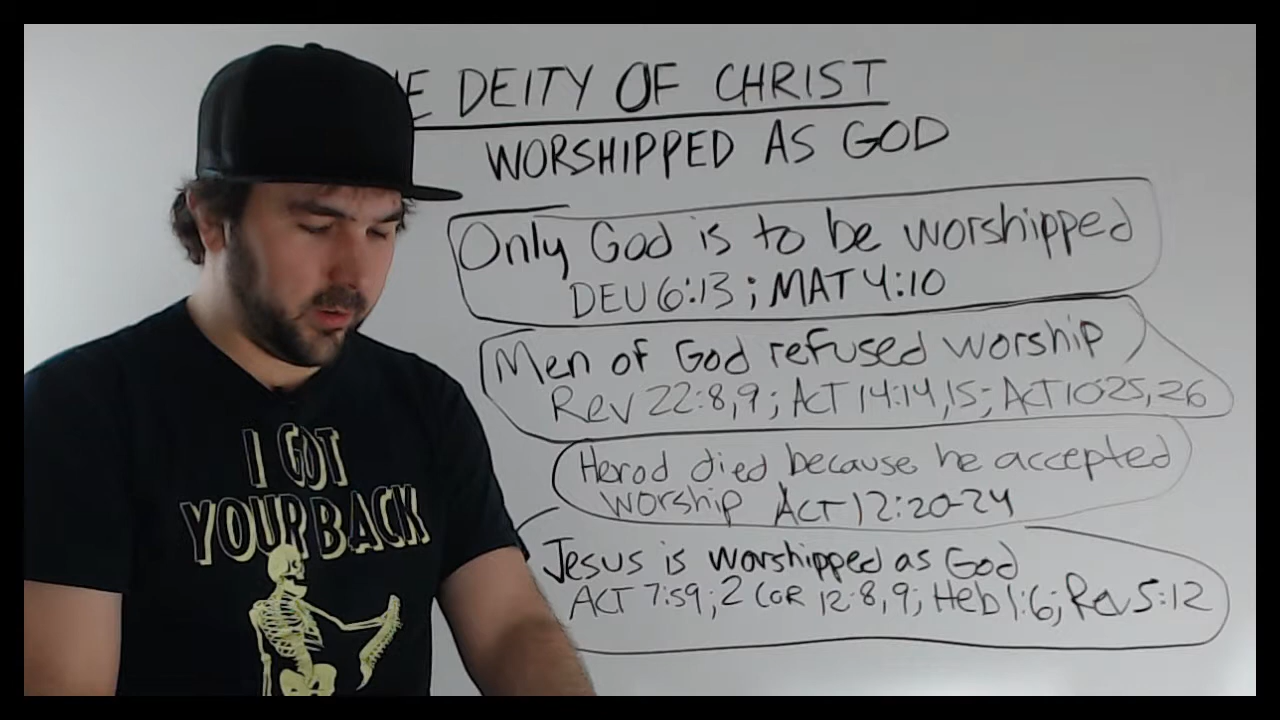 E DEITY OF CHRIST
WORSHIPPED AS GOD
Only God is to be worshipped
DEU 6:13; MAT 4:10
Men of God refused worship
Rev 22:8,9; ACT 14:14,15; ACT 10:25,26
Herod died because he accepted
worship ACT 12:20-24
Jesus is worshipped as God
ACT 7:59; 2 COR 12:8,9; Heb 1:6; Rev 5:12
I GOT
YOUR BACK